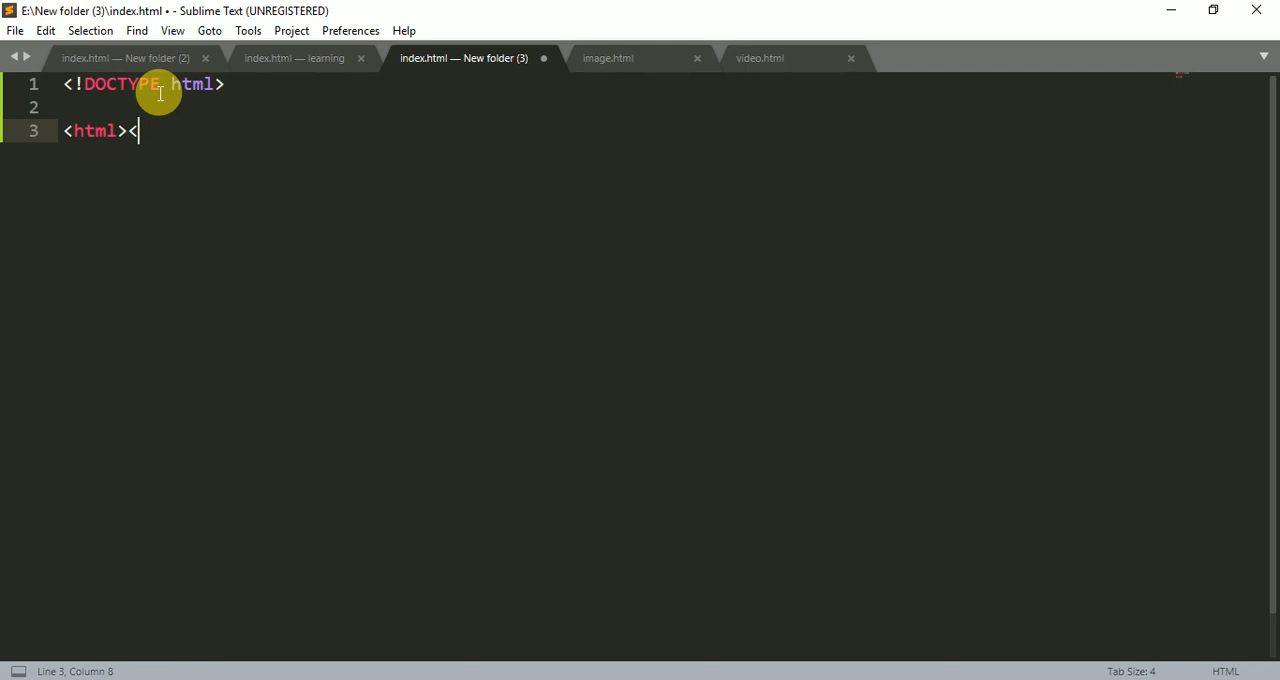 E:\New folder (3)\index.html • - Sublime Text (UNREGISTERED)
File Edit Selection Find View Goto Tools Project Preferences Help
index.html — New folder (2) index.html — learning index.html — New folder (3) image.html video.html
1 <!DOCTYPE html>
2
3 <html><
Line 3, Column 8 Tab Size: 4 HTML